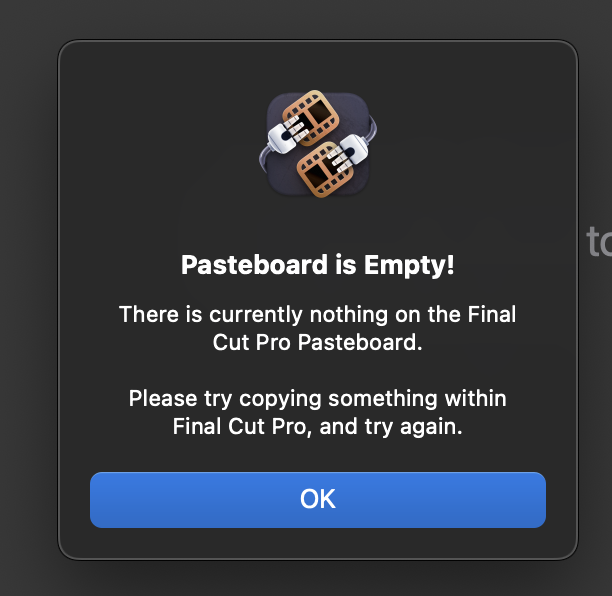 Pasteboard is Empty!
There is currently nothing on the Final
Cut Pro Pasteboard.
Please try copying something within
Final Cut Pro, and try again.
OK